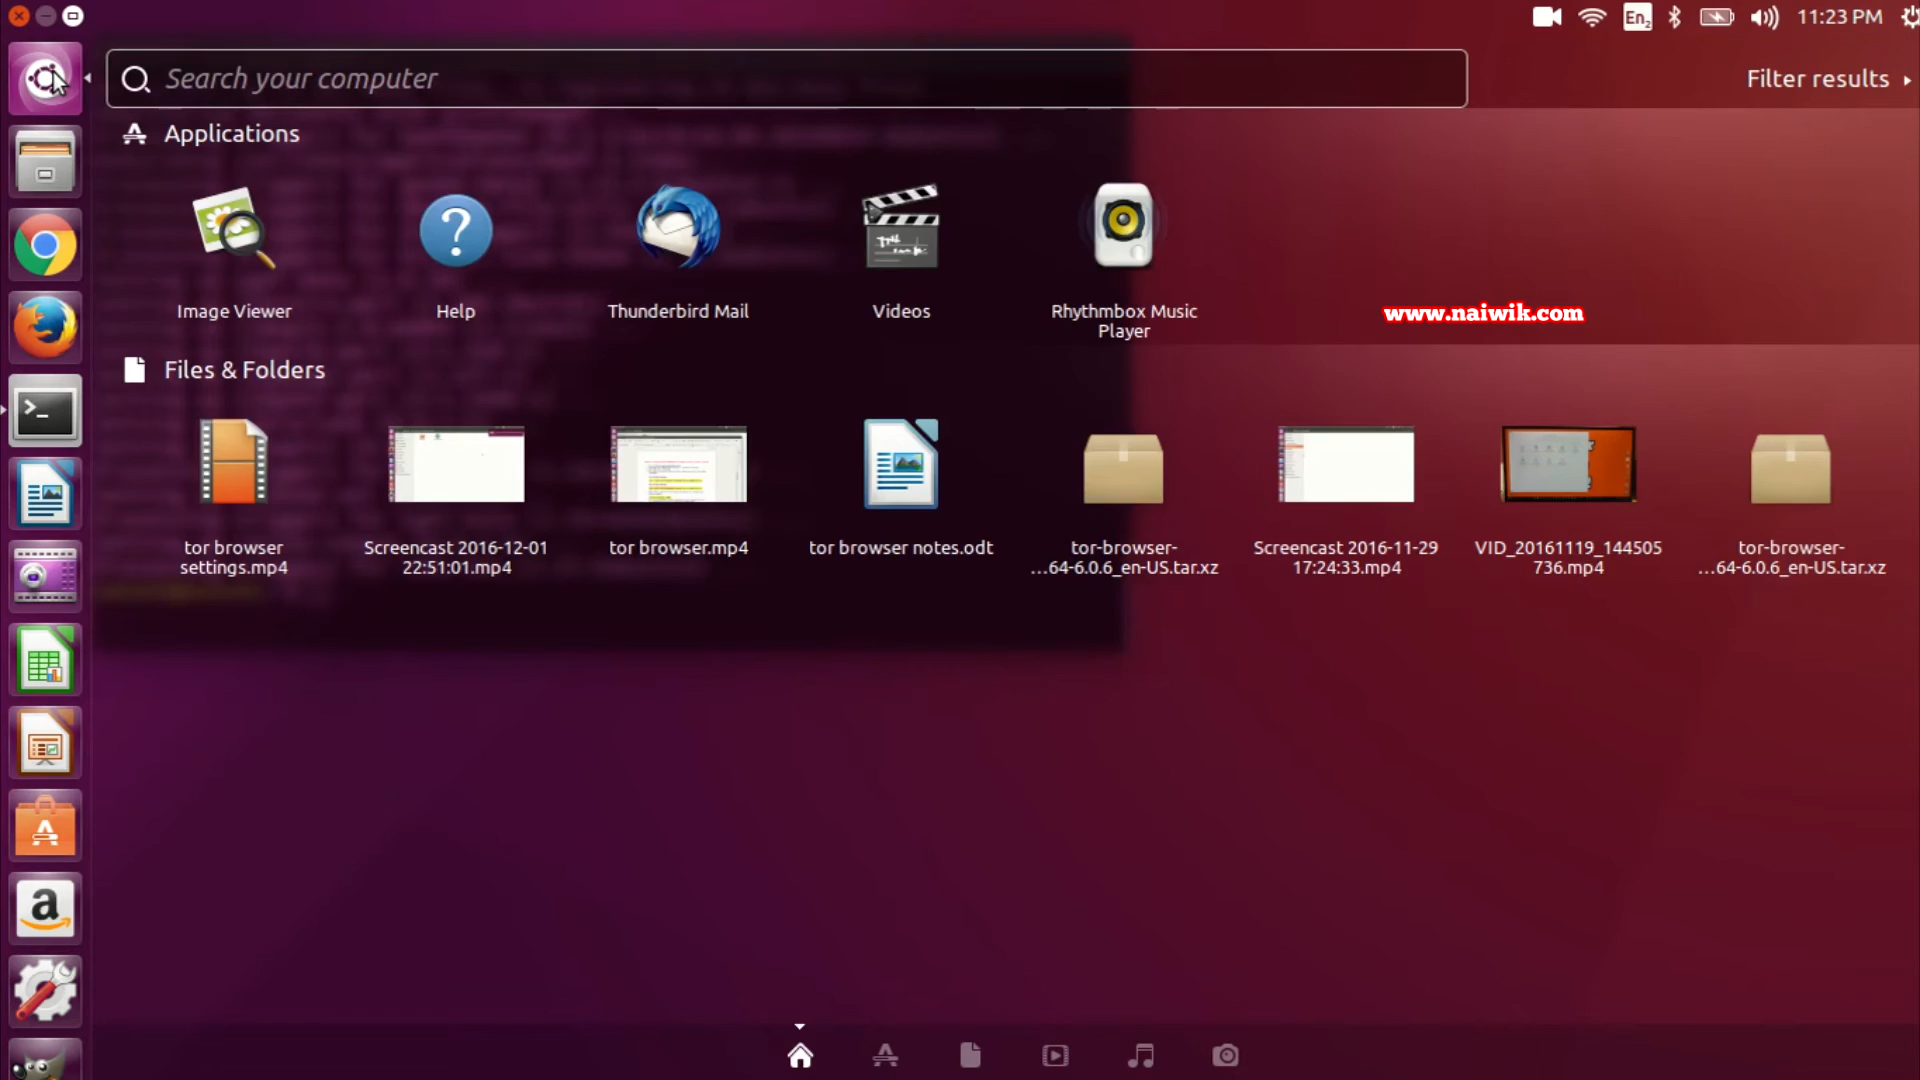 En2
11:23 PM
Search your computer
Filter results
Applications
Image Viewer
Help
Thunderbird Mail
Videos
Rhythmbox Music
Player
www.naiwik.com
Files & Folders
tor browser
settings.mp4
Screencast 2016-12-01
22:51:01.mp4
tor browser.mp4
tor browser notes.odt
tor-browser-
...64-6.0.6_en-US.tar.xz
Screencast 2016-11-29
17:24:33.mp4
VID_20161119_144505
736.mp4
tor-browser-
...64-6.0.6_en-US.tar.xz